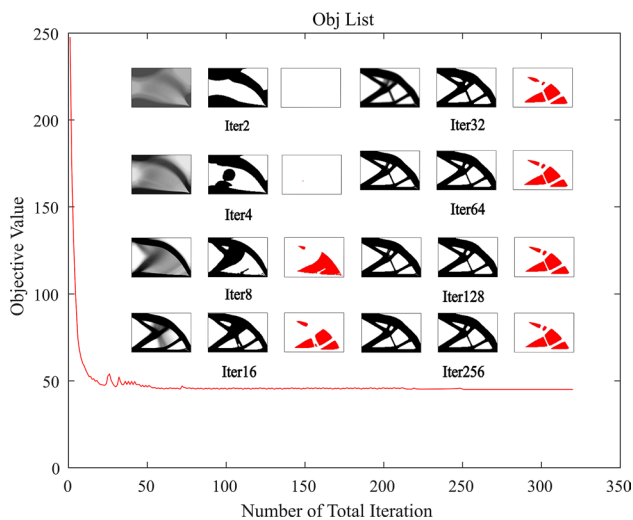 Obj List
250
200
150
100
50
0
Objective Value
Iter2
Iter32
Iter4
Iter64
Iter8
Iter128
Iter16
Iter256
0
50
100
150
200
250
300
350
Number of Total Iteration